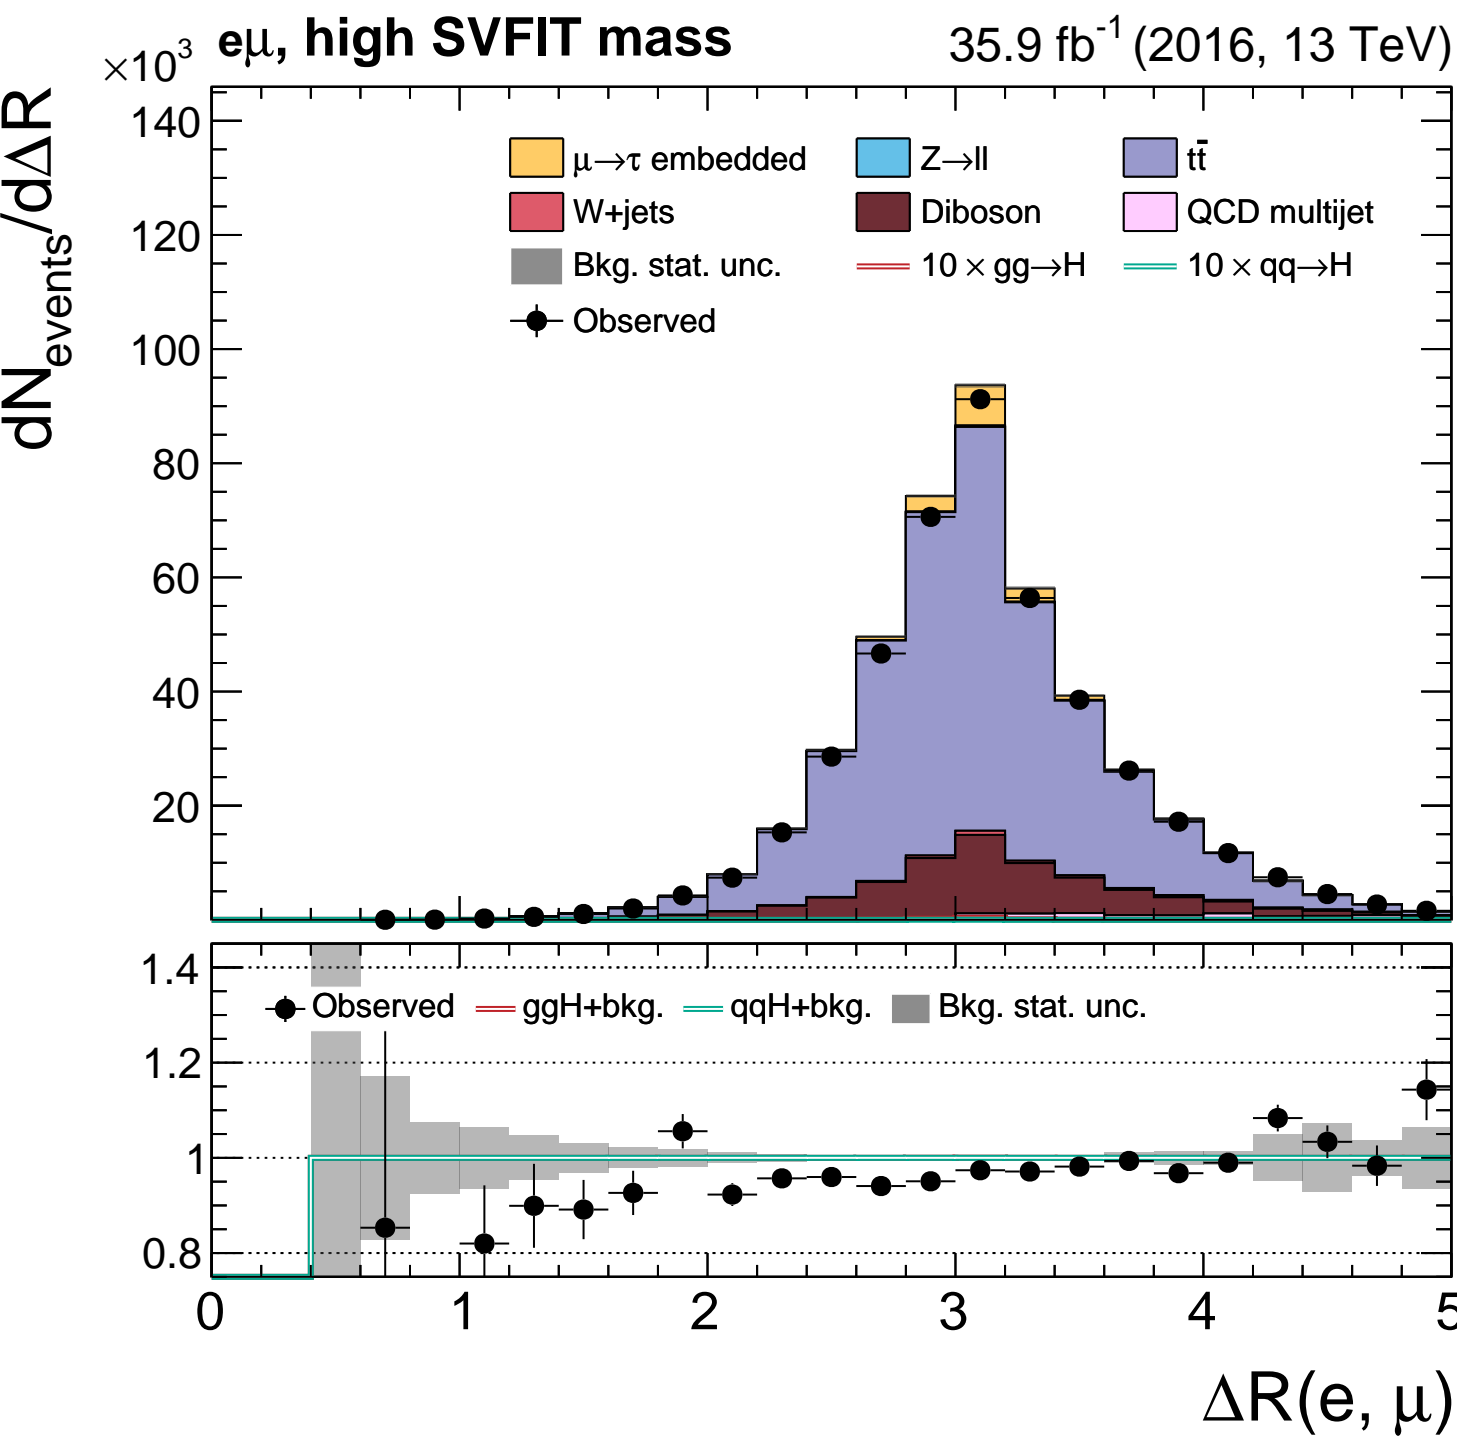 eμ, high SVFIT mass 35.9 fb⁻¹ (2016, 13 TeV)
×10³
dN_events/dΔR
140
120
100
80
60
40
20
μ→τ embedded Z→ll tt̄
W+jets Diboson QCD multijet
Bkg. stat. unc. 10 × gg→H 10 × qq→H
Observed
1.4
1.2
1
0.8
Observed ggH+bkg. qqH+bkg. Bkg. stat. unc.
0 1 2 3 4 5
ΔR(e, μ)